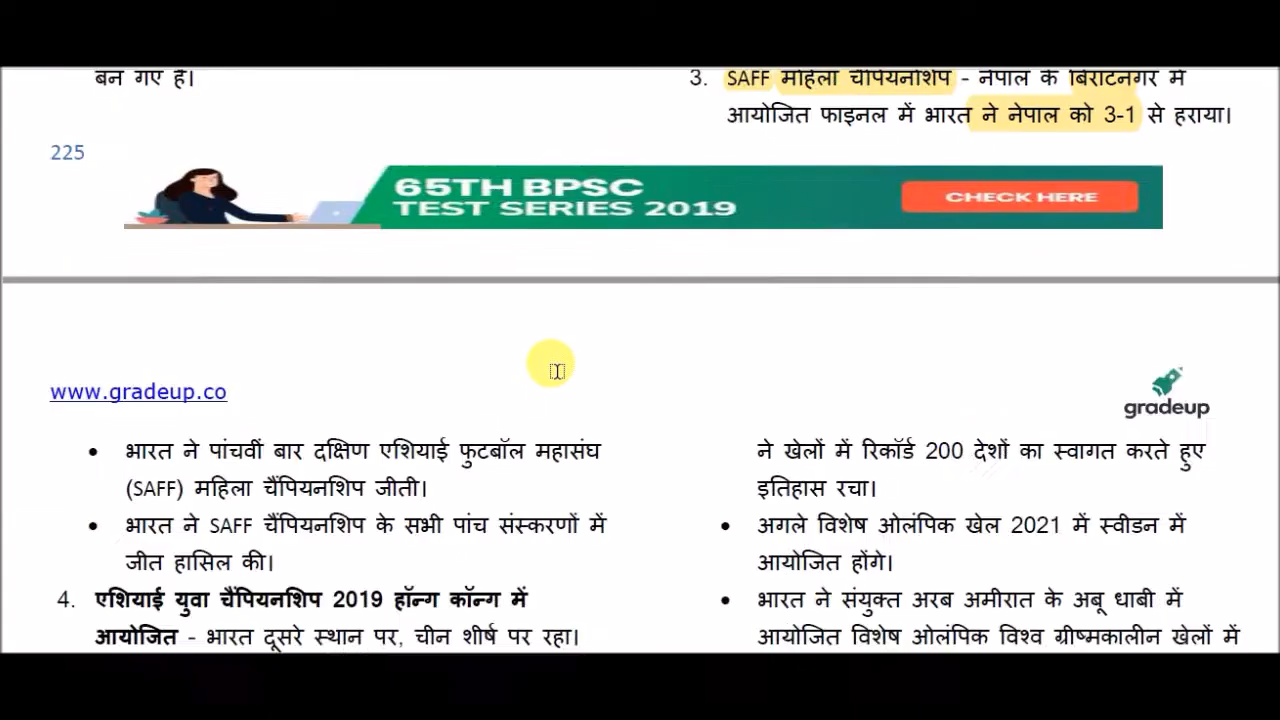 बन गए हैं।
3. SAFF महिला चैंपियनशिप - नेपाल के बिराटनगर में
आयोजित फाइनल में भारत ने नेपाल को 3-1 से हराया।
225
65TH BPSC
TEST SERIES 2019
CHECK HERE
www.gradeup.co
gradeup
• भारत ने पांचवीं बार दक्षिण एशियाई फुटबॉल महासंघ
(SAFF) महिला चैंपियनशिप जीती।
• भारत ने SAFF चैंपियनशिप के सभी पांच संस्करणों में
जीत हासिल की।
4. एशियाई युवा चैंपियनशिप 2019 हॉन्ग कॉन्ग में
आयोजित - भारत दूसरे स्थान पर, चीन शीर्ष पर रहा।
ने खेलों में रिकॉर्ड 200 देशों का स्वागत करते हुए
इतिहास रचा।
• अगले विशेष ओलंपिक खेल 2021 में स्वीडन में
आयोजित होंगे।
• भारत ने संयुक्त अरब अमीरात के अबू धाबी में
आयोजित विशेष ओलंपिक विश्व ग्रीष्मकालीन खेलों में